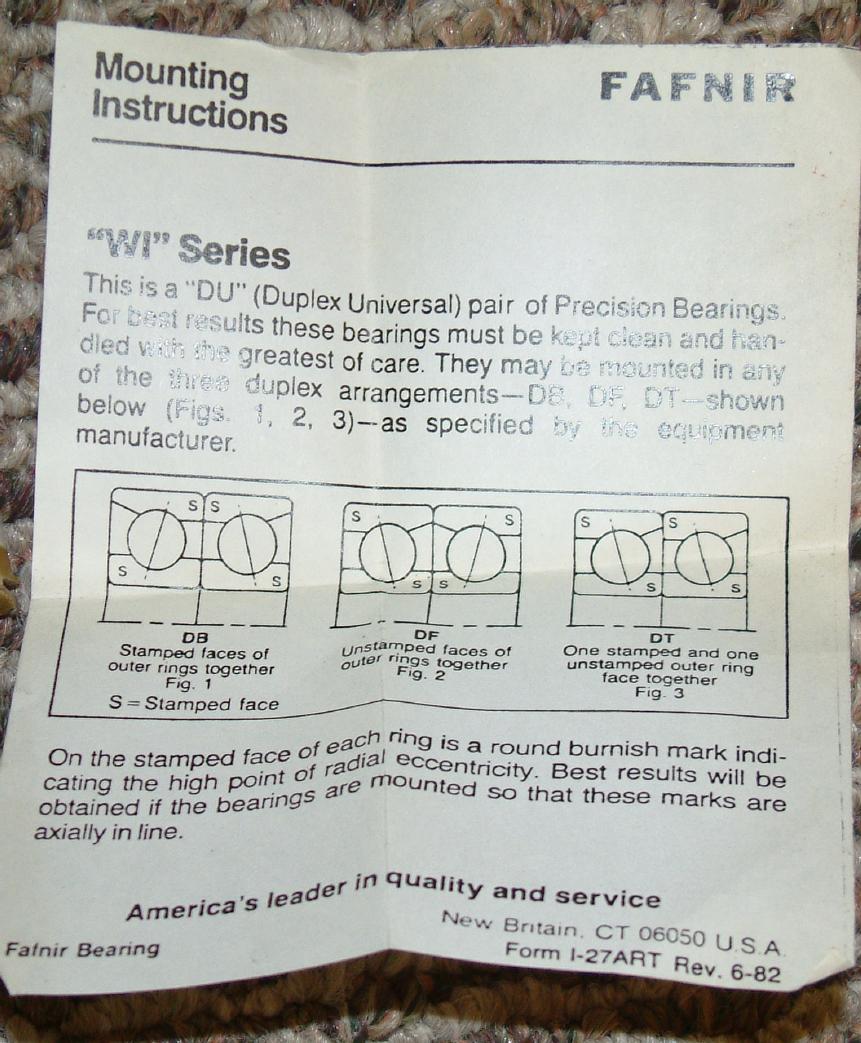 Mounting
Instructions
FAFNIR
"WI" Series
This is a "DU" (Duplex Universal) pair of Precision Bearings.
For best results these bearings must be kept clean and han-
dled with the greatest of care. They may be mounted in any
of the three duplex arrangements—DB, DF, DT—shown
below (Figs. 1, 2, 3)—as specified by the equipment
manufacturer.
S S
S S
DB
Stamped faces of
outer rings together
Fig. 1
S = Stamped face
S S
S S
DF
Unstamped faces of
outer rings together
Fig. 2
S S
S S
DT
One stamped and one
unstamped outer ring
face together
Fig. 3
On the stamped face of each ring is a round burnish mark indi-
cating the high point of radial eccentricity. Best results will be
obtained if the bearings are mounted so that these marks are
axially in line.
America's leader in quality and service
Fafnir Bearing
New Britain, CT 06050 U.S.A.
Form I-27ART Rev. 6-82